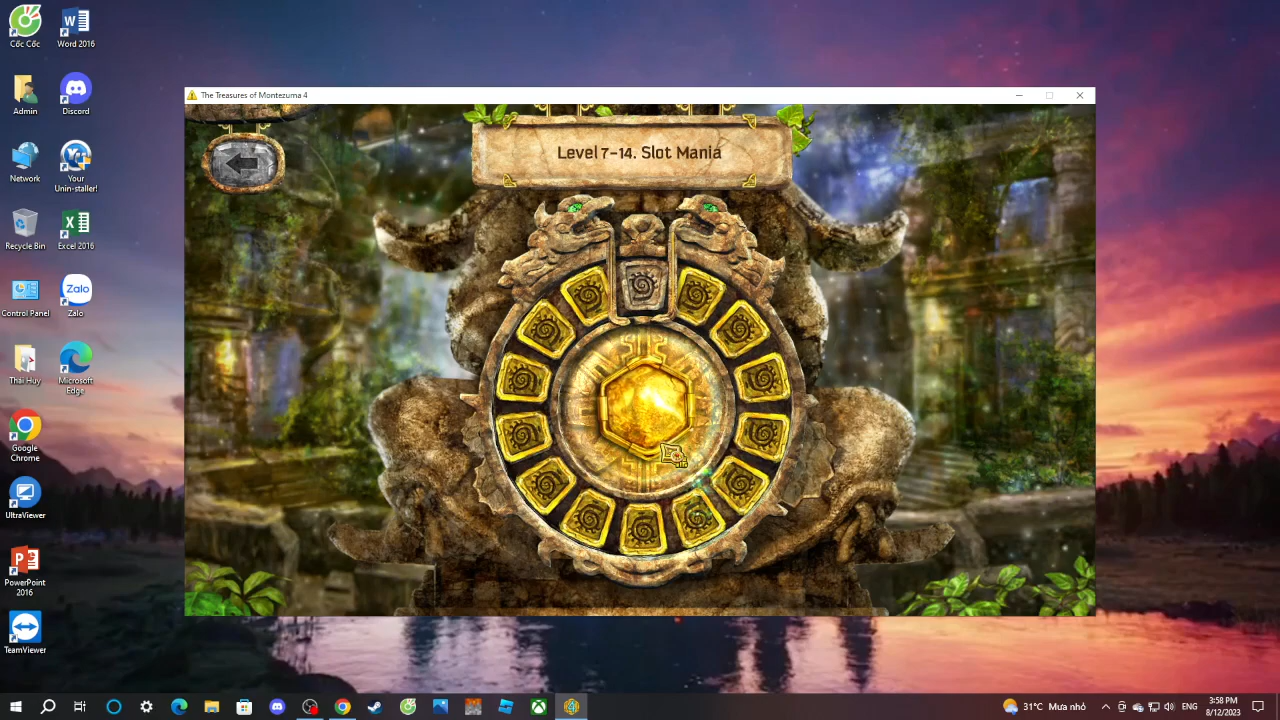 Cốc Cốc
Word 2016
Admin
Discord
Network
Your
Unin-staller!
Recycle Bin
Excel 2016
Control Panel
Zalo
Zalo
Thái Huy
Microsoft
Edge
Google
Chrome
UltraViewer
PowerPoint
2016
TeamViewer
The Treasures of Montezuma 4
Level 7-14. Slot Mania
31°C Mưa nhỏ
ENG
3:58 PM
8/12/2023